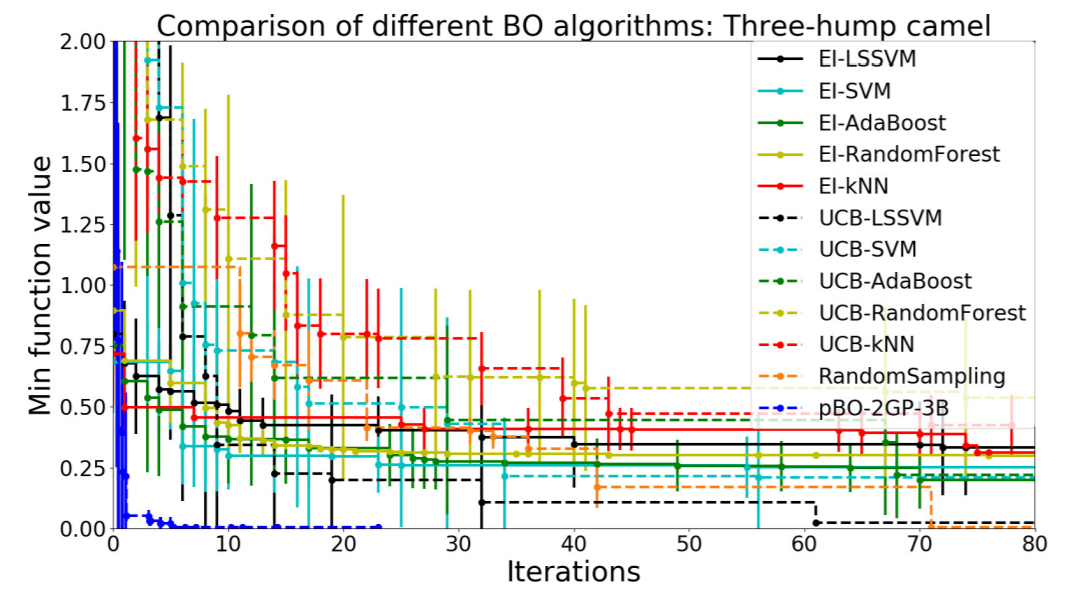 Comparison of different BO algorithms: Three-hump camel
Min function value
2.00
1.75
1.50
1.25
1.00
0.75
0.50
0.25
0.00
EI-LSSVM
EI-SVM
EI-AdaBoost
EI-RandomForest
EI-kNN
UCB-LSSVM
UCB-SVM
UCB-AdaBoost
UCB-RandomForest
UCB-kNN
RandomSampling
pBO-2GP-3B
0 10 20 30 40 50 60 70 80
Iterations